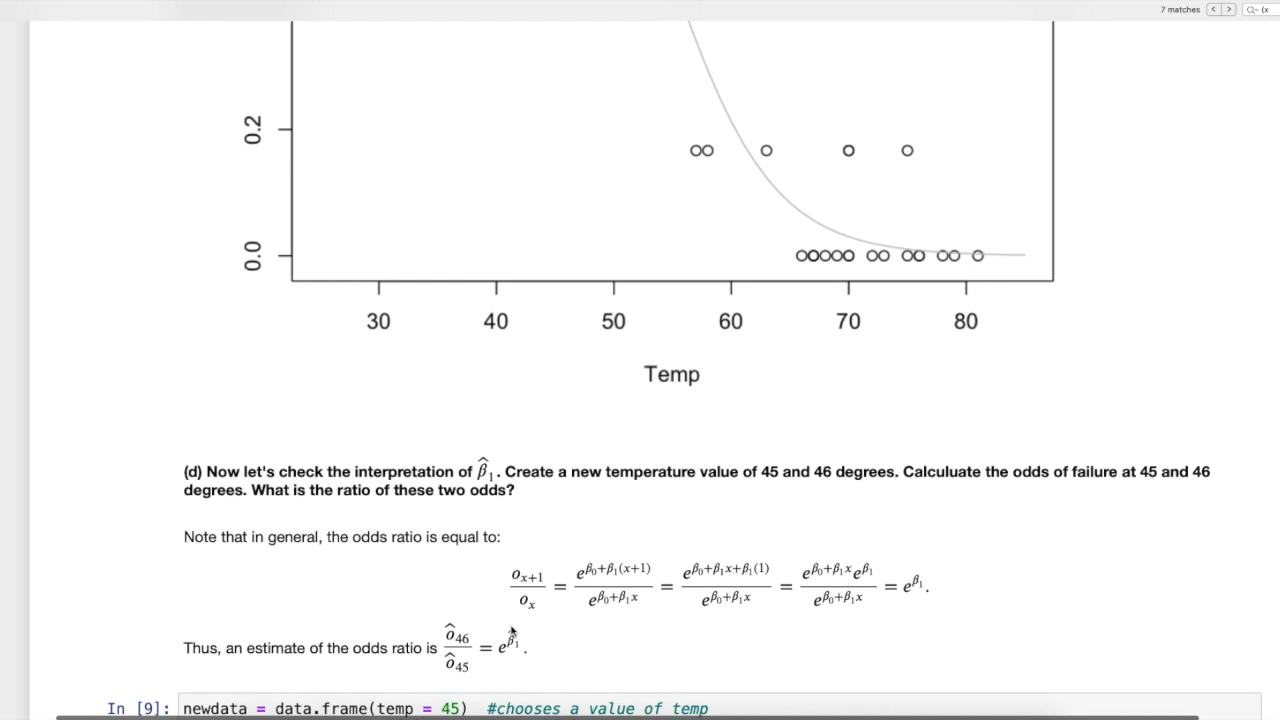 7 matches < > (x
0.2
0.0
30 40 50 60 70 80
Temp
(d) Now let's check the interpretation of β̂₁. Create a new temperature value of 45 and 46 degrees. Calculuate the odds of failure at 45 and 46
degrees. What is the ratio of these two odds?
Note that in general, the odds ratio is equal to:
oₓ₊₁/oₓ = e^(β₀+β₁(x+1))/e^(β₀+β₁x) = e^(β₀+β₁x+β₁(1))/e^(β₀+β₁x) = e^(β₀+β₁x)e^(β₁)/e^(β₀+β₁x) = e^(β₁).
Thus, an estimate of the odds ratio is ô₄₆/ô₄₅ = e^(β̂₁).
In [9]: newdata = data.frame(temp = 45) #chooses a value of temp